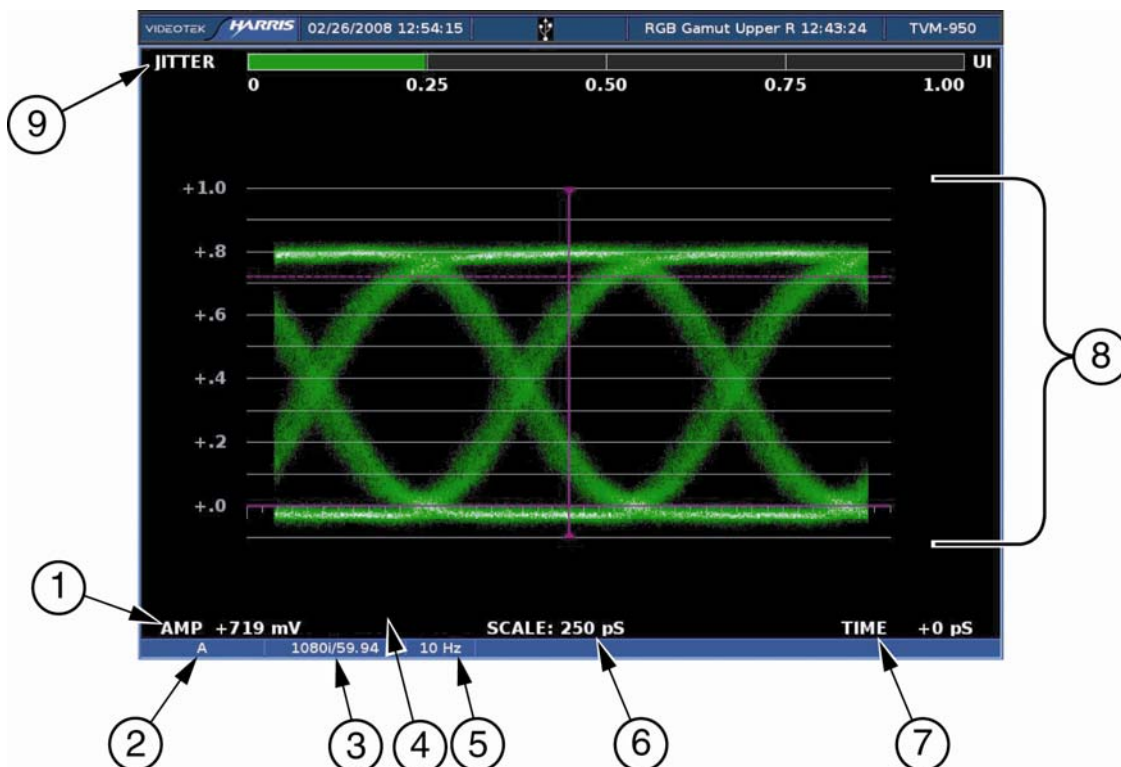 VIDEOTEK HARRIS 02/26/2008 12:54:15 RGB Gamut Upper R 12:43:24 TVM-950
JITTER UI
0 0.25 0.50 0.75 1.00
9
+1.0
+.8
+.6
8
+.4
+.2
+.0
1
AMP +719 mV SCALE: 250 pS TIME +0 pS
A 1080i/59.94 10 Hz
2 3 4 5 6 7